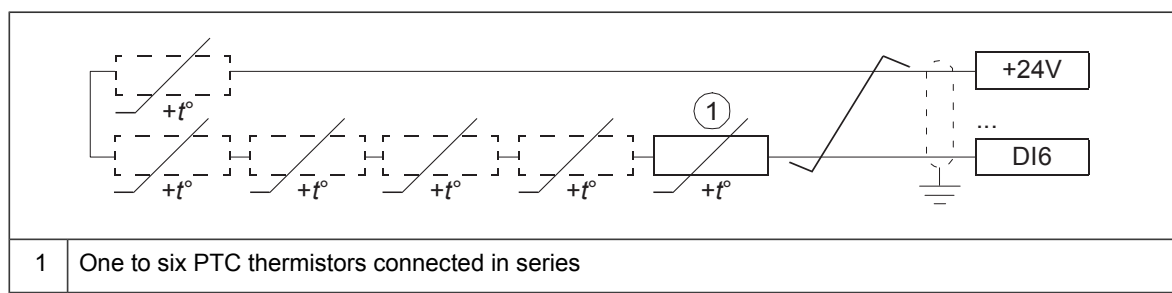 +24V
+t°
1
...
DI6
+t°
+t°
+t°
+t°
+t°
1 One to six PTC thermistors connected in series